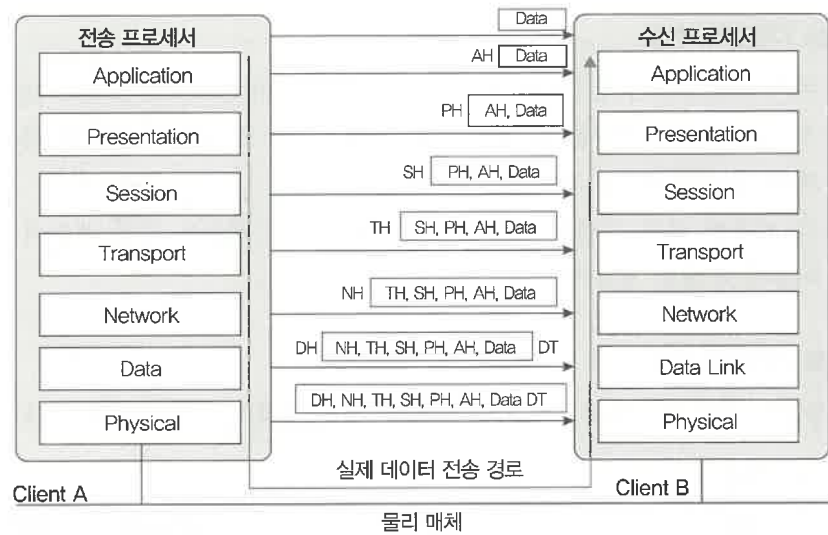 전송 프로세서
Application
Presentation
Session
Transport
Network
Data
Physical
Client A
Data
AH Data
PH AH, Data
SH PH, AH, Data
TH SH, PH, AH, Data
NH TH, SH, PH, AH, Data
DH NH, TH, SH, PH, AH, Data DT
DH, NH, TH, SH, PH, AH, Data DT
실제 데이터 전송 경로
수신 프로세서
Application
Presentation
Session
Transport
Network
Data Link
Physical
Client B
물리 매체